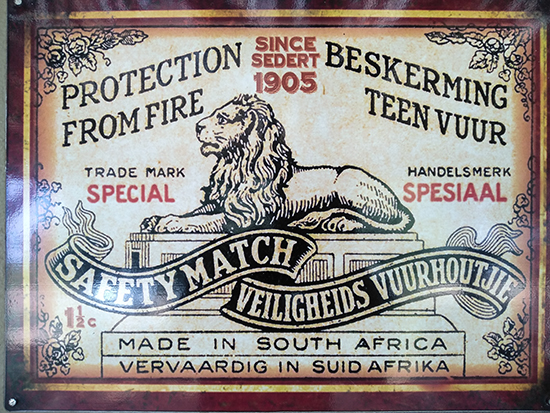 PROTECTION
FROM FIRE
SINCE
SEDERT
1905
BESKERMING
TEEN VUUR
TRADE MARK
SPECIAL
HANDELSMERK
SPESIAAL
SAFETY MATCH
VEILIGHEIDS VUURHOUTJIE
1½c
MADE IN SOUTH AFRICA
VERVAARDIG IN SUID AFRIKA